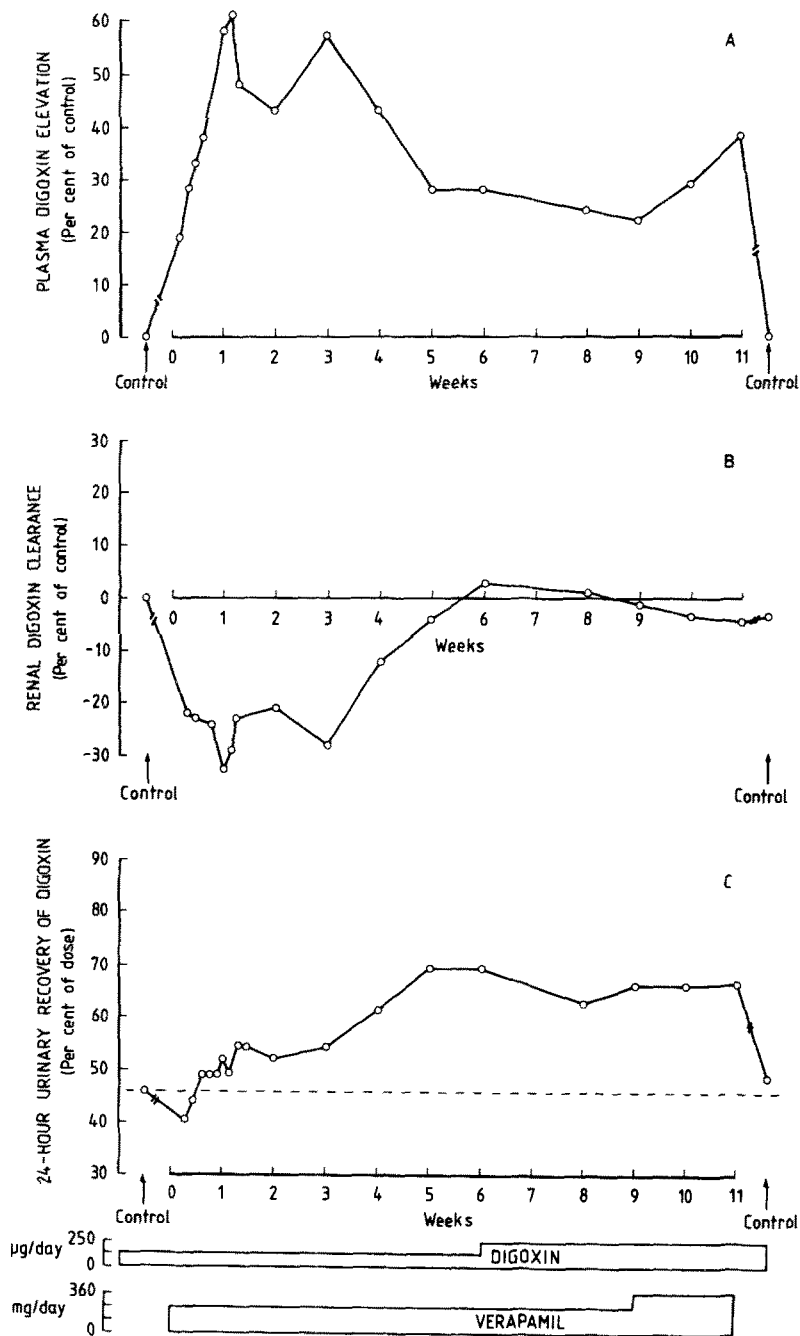 A
PLASMA DIGOXIN ELEVATION
(Per cent of control)
60
50
40
30
20
10
0
0 1 2 3 4 5 6 7 8 9 10 11
Control Weeks Control
B
RENAL DIGOXIN CLEARANCE
(Per cent of control)
30
20
10
0
-10
-20
-30
0 1 2 3 4 5 6 7 8 9 10 11
Weeks
Control Control
C
24-HOUR URINARY RECOVERY OF DIGOXIN
(Per cent of dose)
90
80
70
60
50
40
30
0 1 2 3 4 5 6 7 8 9 10 11
Control Weeks Control
µg/day 250 0 DIGOXIN
mg/day 360 0 VERAPAMIL